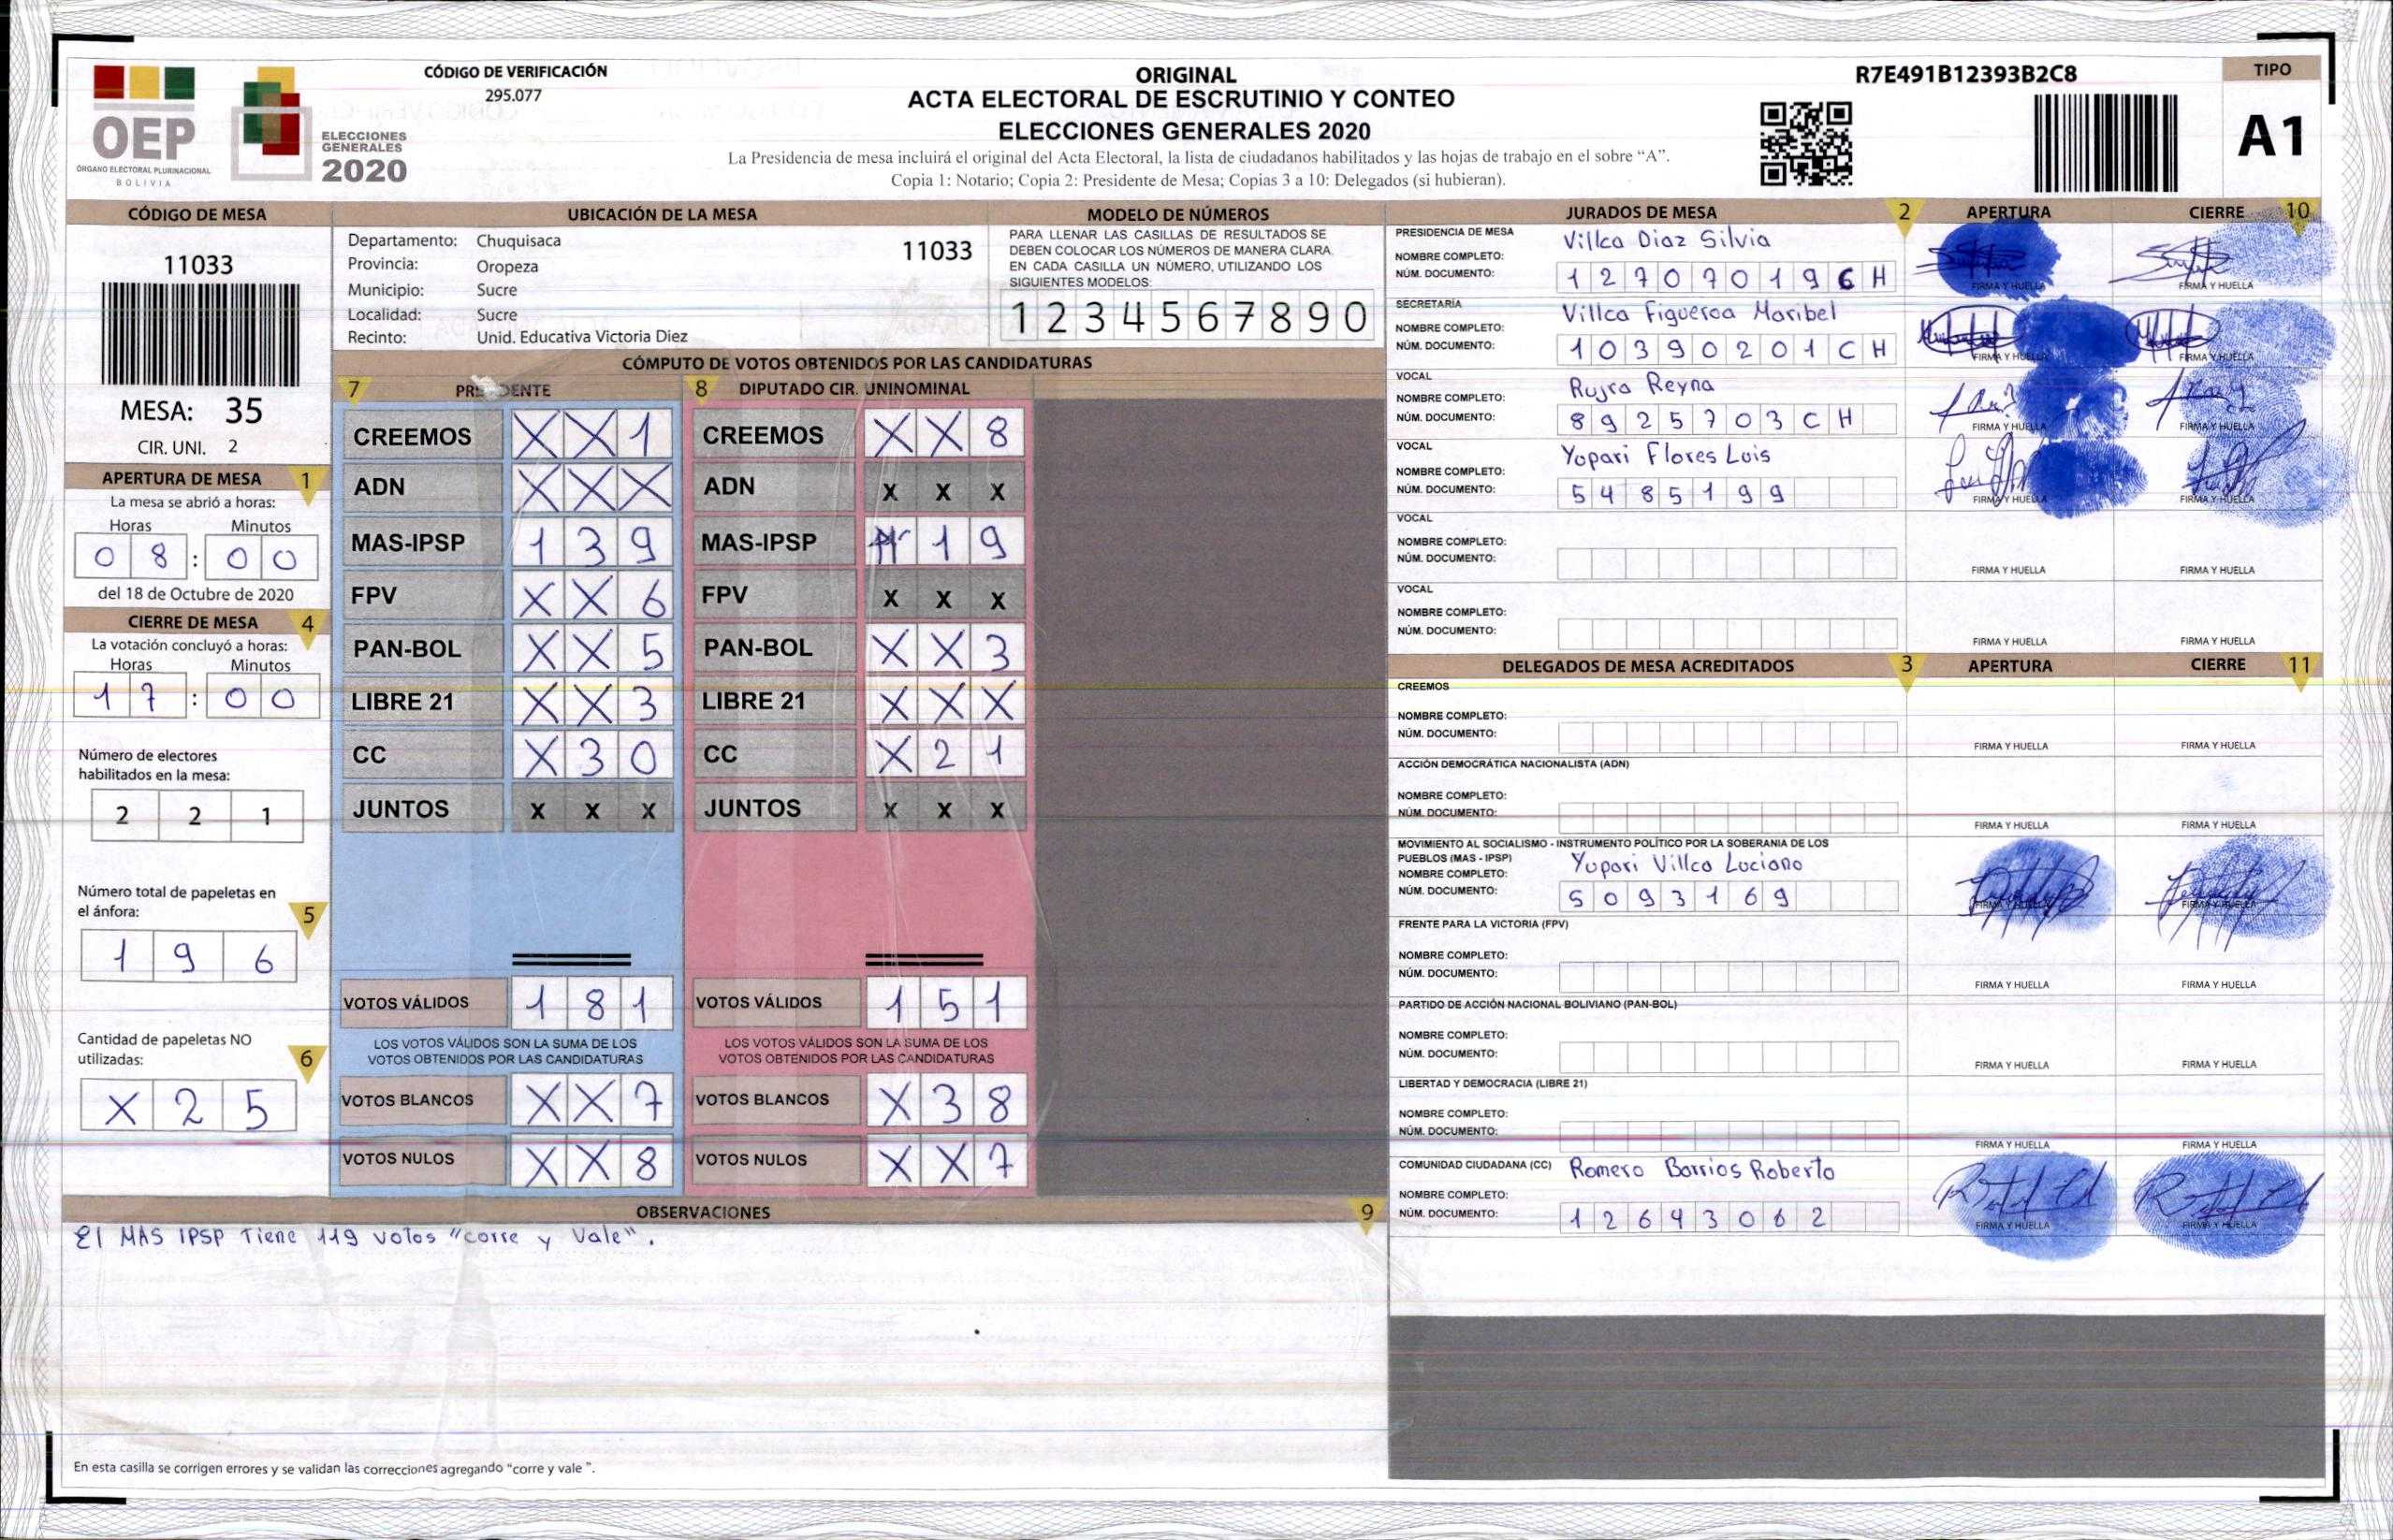 CÓDIGO DE VERIFICACIÓN
295.077
OEP
ÓRGANO ELECTORAL PLURINACIONAL
BOLIVIA
ELECCIONES
GENERALES
2020
ORIGINAL
ACTA ELECTORAL DE ESCRUTINIO Y CONTEO
ELECCIONES GENERALES 2020
La Presidencia de mesa incluirá el original del Acta Electoral, la lista de ciudadanos habilitados y las hojas de trabajo en el sobre “A”.
Copia 1: Notario; Copia 2: Presidente de Mesa; Copias 3 a 10: Delegados (si hubieran).
R7E491B12393B2C8
TIPO
A1
CÓDIGO DE MESA
11033
MESA: 35
CIR. UNI. 2
APERTURA DE MESA 1
La mesa se abrió a horas:
Horas Minutos
0 8 : 0 0
del 18 de Octubre de 2020
CIERRE DE MESA 4
La votación concluyó a horas:
Horas Minutos
1 7 : 0 0
Número de electores
habilitados en la mesa:
2 2 1
Número total de papeletas en
el ánfora: 5
1 9 6
Cantidad de papeletas NO
utilizadas: 6
X 2 5
UBICACIÓN DE LA MESA
Departamento: Chuquisaca 11033
Provincia: Oropeza
Municipio: Sucre
Localidad: Sucre
Recinto: Unid. Educativa Victoria Diez
MODELO DE NÚMEROS
PARA LLENAR LAS CASILLAS DE RESULTADOS SE
DEBEN COLOCAR LOS NÚMEROS DE MANERA CLARA.
EN CADA CASILLA UN NÚMERO, UTILIZANDO LOS
SIGUIENTES MODELOS:
1 2 3 4 5 6 7 8 9 0
CÓMPUTO DE VOTOS OBTENIDOS POR LAS CANDIDATURAS
7
CREEMOS X X 1
ADN X X X
MAS-IPSP 1 3 9
FPV X X 6
PAN-BOL X X 5
LIBRE 21 X X 3
CC X 3 0
JUNTOS X X X
VOTOS VÁLIDOS 1 8 1
LOS VOTOS VÁLIDOS SON LA SUMA DE LOS
VOTOS OBTENIDOS POR LAS CANDIDATURAS
VOTOS BLANCOS X X 7
VOTOS NULOS X X 8
8 DIPUTADO CIR. UNINOMINAL
CREEMOS X X 8
ADN X X X
MAS-IPSP 1 9
FPV X X X
PAN-BOL X X 3
LIBRE 21 X X X
CC X 2 1
JUNTOS X X X
VOTOS VÁLIDOS 1 5 1
LOS VOTOS VÁLIDOS SON LA SUMA DE LOS
VOTOS OBTENIDOS POR LAS CANDIDATURAS
VOTOS BLANCOS X 3 8
VOTOS NULOS X X 7
OBSERVACIONES 9
El MAS IPSP Tiene 119 votos "corre y Vale".
En esta casilla se corrigen errores y se validan las correcciones agregando “corre y vale ”.
JURADOS DE MESA 2 APERTURA CIERRE 10
PRESIDENCIA DE MESA
NOMBRE COMPLETO: Villca Diaz Silvia
NÚM. DOCUMENTO: 1 2 7 0 7 0 1 9 6 H
FIRMA Y HUELLA FIRMA Y HUELLA
SECRETARÍA
NOMBRE COMPLETO: Villca Figueroa Maribel
NÚM. DOCUMENTO: 1 0 3 9 0 2 0 1 C H
FIRMA Y HUELLA FIRMA Y HUELLA
VOCAL
NOMBRE COMPLETO: Reyna
NÚM. DOCUMENTO: 8 9 2 5 7 0 3 C H
FIRMA Y HUELLA FIRMA Y HUELLA
VOCAL
NOMBRE COMPLETO: Yupari Flores Luis
NÚM. DOCUMENTO: 5 4 8 5 1 9 9
FIRMA Y HUELLA FIRMA Y HUELLA
VOCAL
NOMBRE COMPLETO:
NÚM. DOCUMENTO:
FIRMA Y HUELLA FIRMA Y HUELLA
VOCAL
NOMBRE COMPLETO:
NÚM. DOCUMENTO:
FIRMA Y HUELLA FIRMA Y HUELLA
DELEGADOS DE MESA ACREDITADOS 3 APERTURA CIERRE 11
CREEMOS
NOMBRE COMPLETO:
NÚM. DOCUMENTO:
FIRMA Y HUELLA FIRMA Y HUELLA
ACCIÓN DEMOCRÁTICA NACIONALISTA (ADN)
NOMBRE COMPLETO:
NÚM. DOCUMENTO:
FIRMA Y HUELLA FIRMA Y HUELLA
MOVIMIENTO AL SOCIALISMO - INSTRUMENTO POLÍTICO POR LA SOBERANIA DE LOS
PUEBLOS (MAS - IPSP)
NOMBRE COMPLETO: Yupari Villca Luciano
NÚM. DOCUMENTO: 5 0 9 3 1 6 9
FIRMA Y HUELLA FIRMA Y HUELLA
FRENTE PARA LA VICTORIA (FPV)
NOMBRE COMPLETO:
NÚM. DOCUMENTO:
FIRMA Y HUELLA FIRMA Y HUELLA
PARTIDO DE ACCIÓN NACIONAL BOLIVIANO (PAN-BOL)
NOMBRE COMPLETO:
NÚM. DOCUMENTO:
FIRMA Y HUELLA FIRMA Y HUELLA
LIBERTAD Y DEMOCRACIA (LIBRE 21)
NOMBRE COMPLETO:
NÚM. DOCUMENTO:
FIRMA Y HUELLA FIRMA Y HUELLA
COMUNIDAD CIUDADANA (CC)
NOMBRE COMPLETO: Romero Barrios Roberto
NÚM. DOCUMENTO: 1 2 6 4 3 0 6 2
FIRMA Y HUELLA FIRMA Y HUELLA